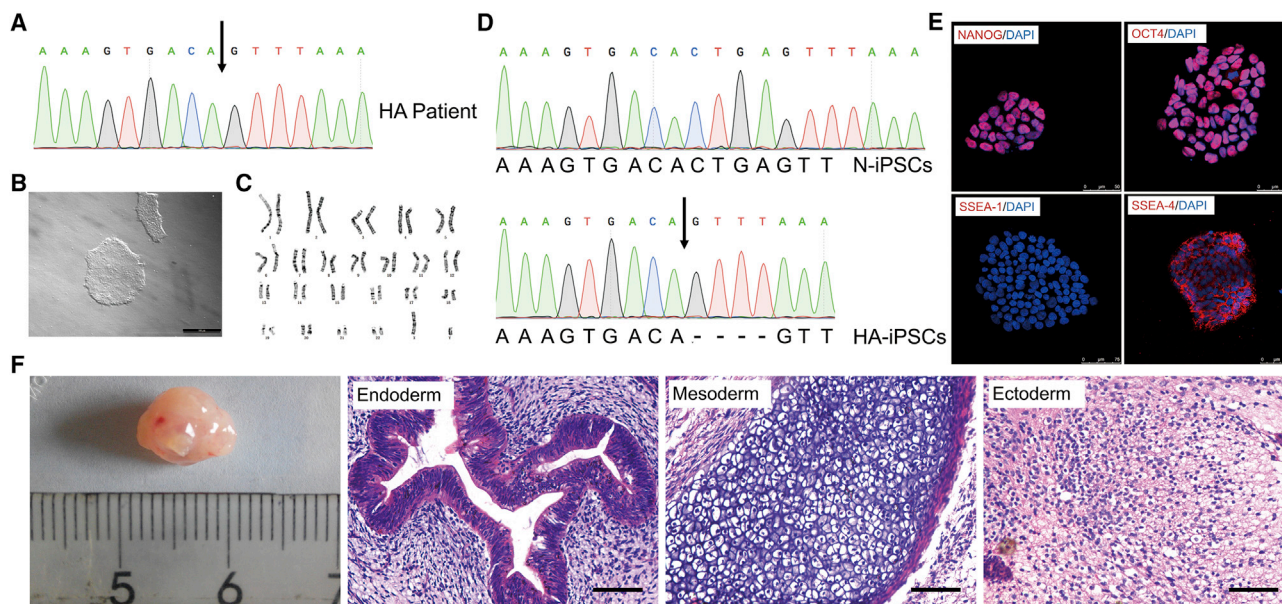 A
A A A G T G A C A G T T T A A A
HA Patient
B
C
D
A A A G T G A C A C T G A G T T T A A A
A A A G T G A C A C T G A G T T
N-iPSCs
A A A G T G A C A G T T T A A A
A A A G T G A C A - - - - G T T
HA-iPSCs
E
NANOG/DAPI
OCT4/DAPI
SSEA-1/DAPI
SSEA-4/DAPI
F
5 6 7
Endoderm
Mesoderm
Ectoderm